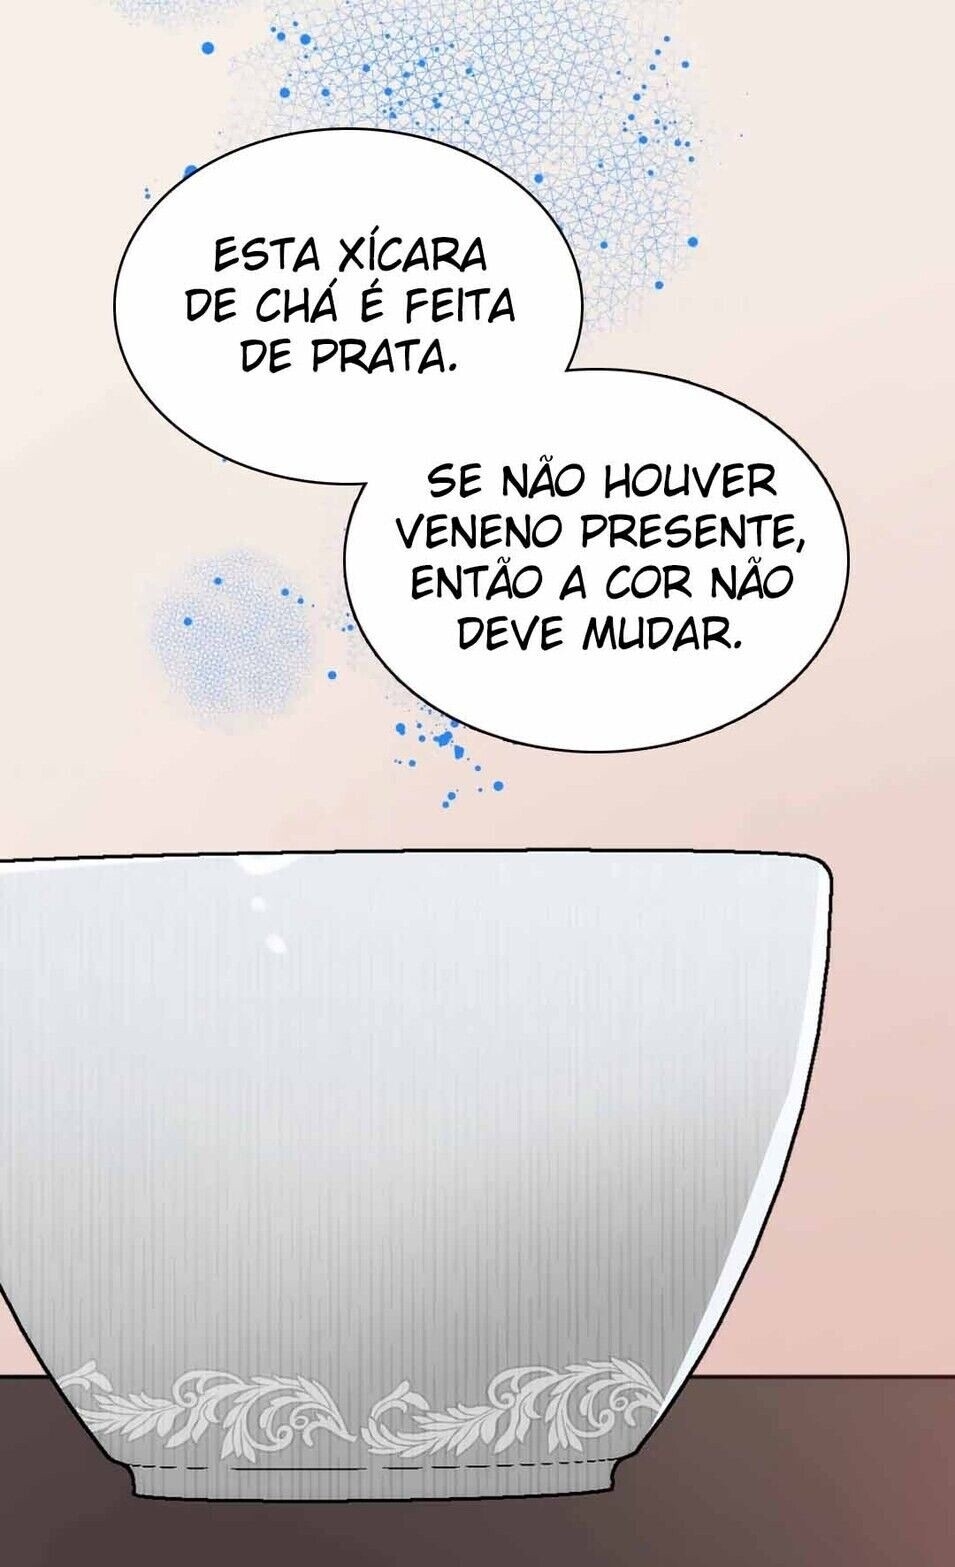 ESTA XÍCARA
DE CHÁ É FEITA
DE PRATA.
SE NÃO HOUVER
VENENO PRESENTE,
ENTÃO A COR NÃO
DEVE MUDAR.